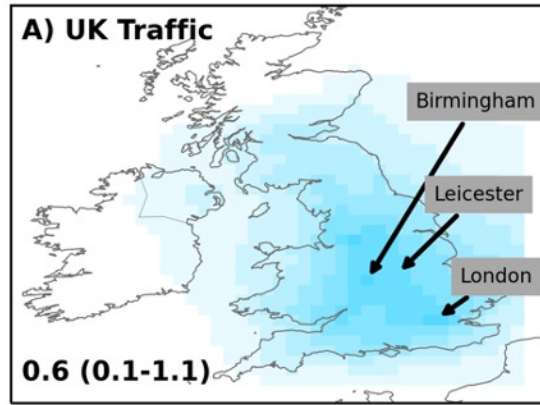 A) UK Traffic
Birmingham
Leicester
London
0.6 (0.1-1.1)